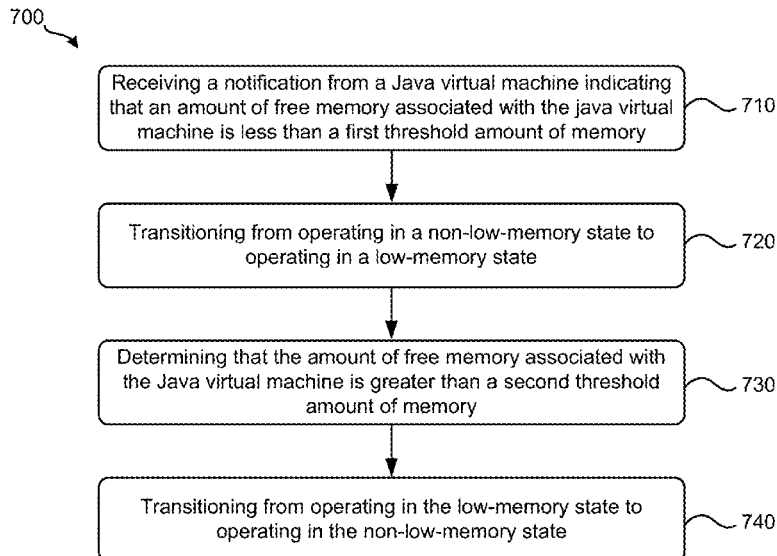 700
Receiving a notification from a Java virtual machine indicating
that an amount of free memory associated with the java virtual
machine is less than a first threshold amount of memory
710
Transitioning from operating in a non-low-memory state to
operating in a low-memory state
720
Determining that the amount of free memory associated with
the Java virtual machine is greater than a second threshold
amount of memory
730
Transitioning from operating in the low-memory state to
operating in the non-low-memory state
740